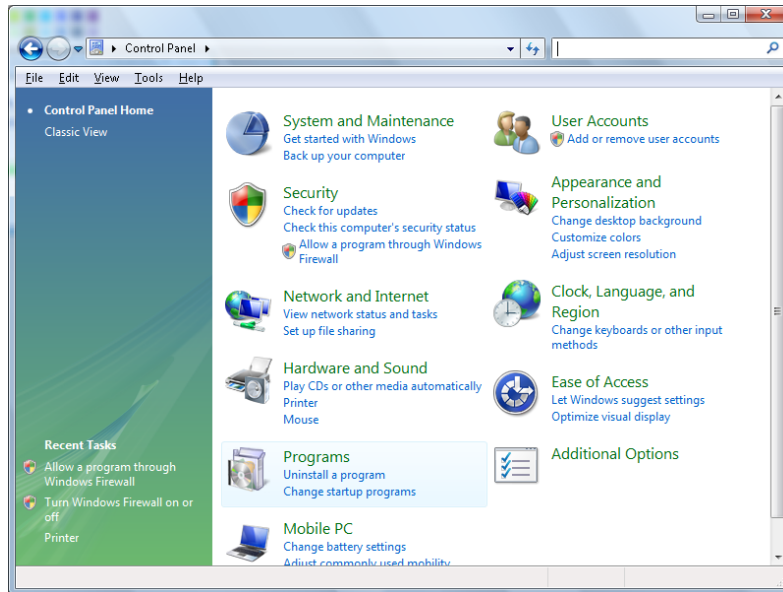 Control Panel
File Edit View Tools Help
Control Panel Home
Classic View
Recent Tasks
Allow a program through
Windows Firewall
Turn Windows Firewall on or
off
Printer
System and Maintenance
Get started with Windows
Back up your computer
Security
Check for updates
Check this computer's security status
Allow a program through Windows
Firewall
Network and Internet
View network status and tasks
Set up file sharing
Hardware and Sound
Play CDs or other media automatically
Printer
Mouse
Programs
Uninstall a program
Change startup programs
Mobile PC
Change battery settings
Adjust commonly used mobility
User Accounts
Add or remove user accounts
Appearance and
Personalization
Change desktop background
Customize colors
Adjust screen resolution
Clock, Language, and
Region
Change keyboards or other input
methods
Ease of Access
Let Windows suggest settings
Optimize visual display
Additional Options